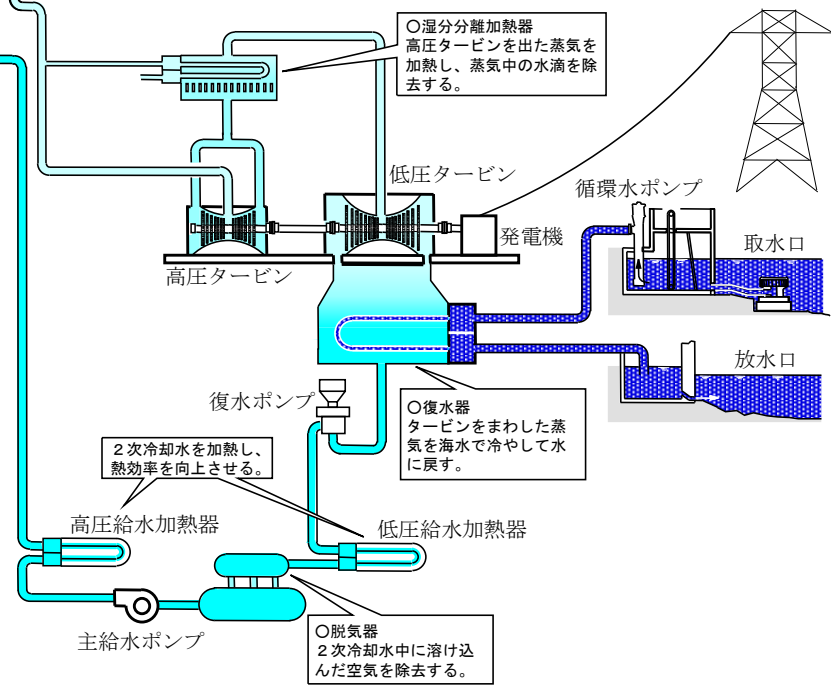 ○湿分分離加熱器
高圧タービンを出た蒸気を
加熱し、蒸気中の水滴を除
去する。
低圧タービン
循環水ポンプ
発電機
取水口
高圧タービン
放水口
復水ポンプ
○復水器
タービンをまわした蒸
気を海水で冷やして水
に戻す。
２次冷却水を加熱し、
熱効率を向上させる。
高圧給水加熱器
低圧給水加熱器
主給水ポンプ
○脱気器
２次冷却水中に溶け込
んだ空気を除去する。